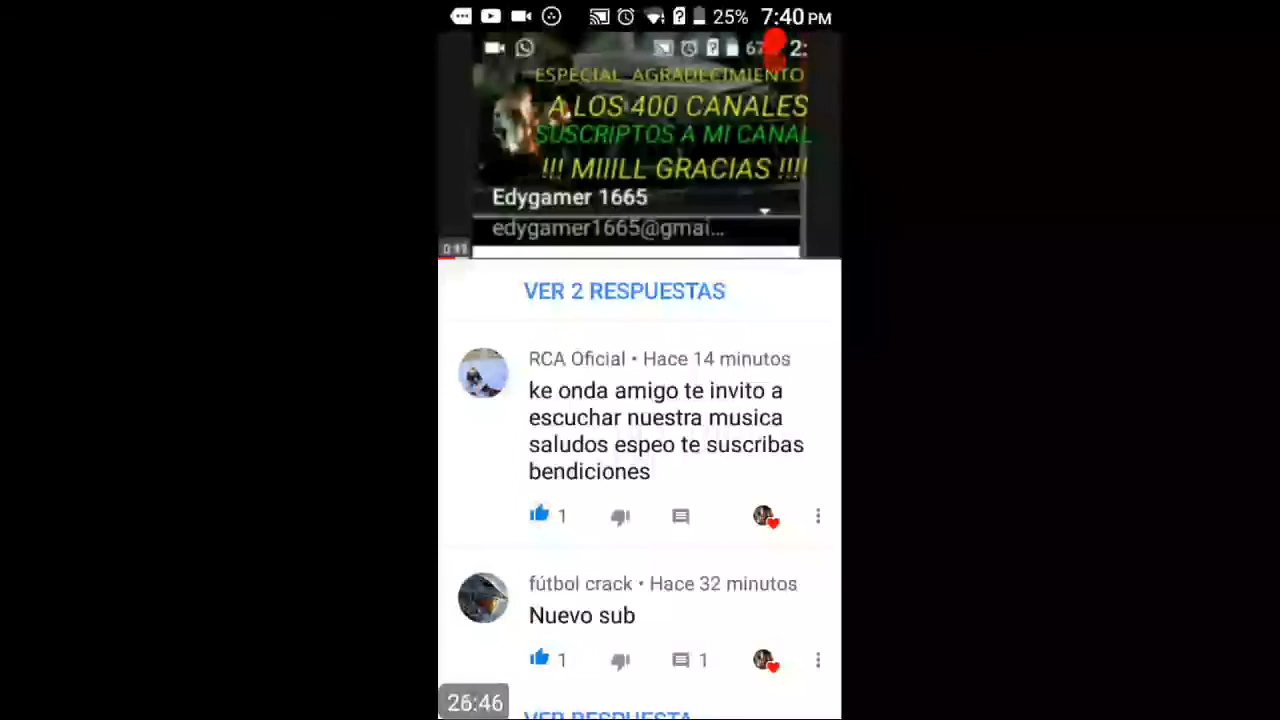 25% 7:40 PM
67 2:
ESPECIAL AGRADECIMIENTO
A LOS 400 CANALES
SUSCRIPTOS A MI CANAL
!!! MIIILL GRACIAS !!!!
Edygamer 1665
edygamer1665@gmai...
VER 2 RESPUESTAS
RCA Oficial • Hace 14 minutos
ke onda amigo te invito a
escuchar nuestra musica
saludos espeo te suscribas
bendiciones
1
fútbol crack • Hace 32 minutos
Nuevo sub
1 1
26:46
VER RESPUESTA